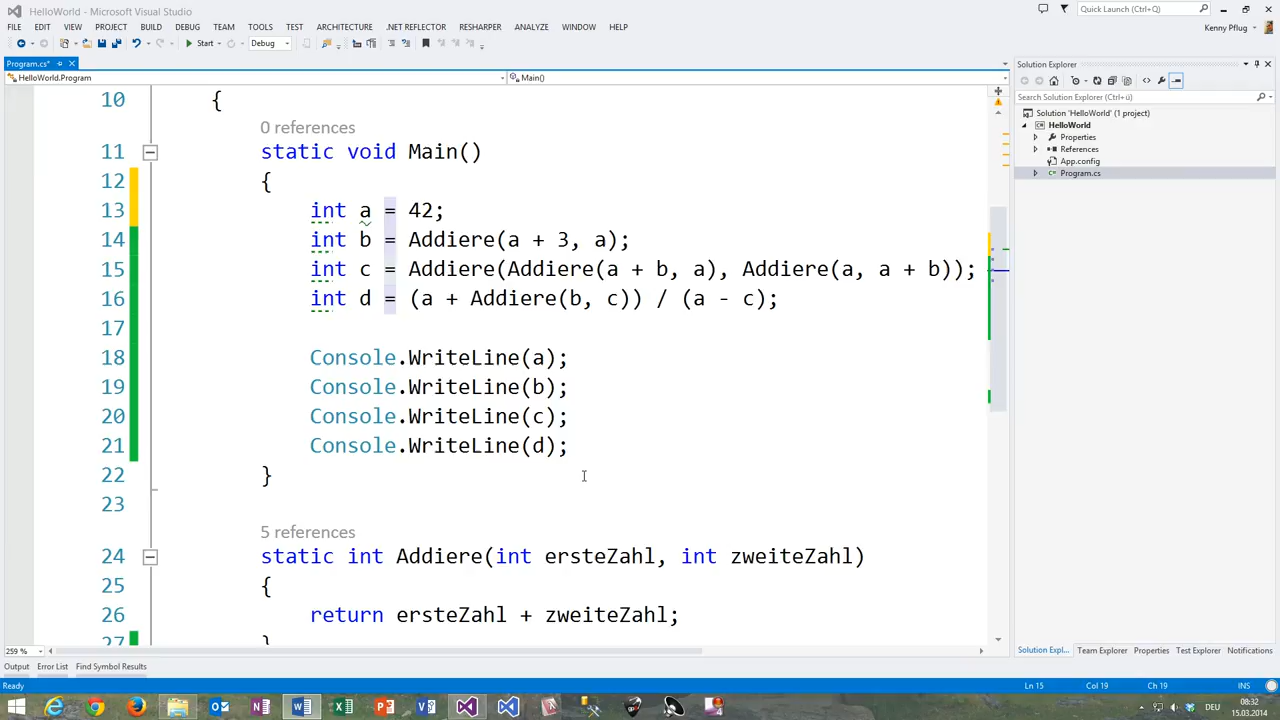 HelloWorld - Microsoft Visual Studio
Quick Launch (Ctrl+Q)
FILE EDIT VIEW PROJECT BUILD DEBUG TEAM TOOLS TEST ARCHITECTURE .NET REFLECTOR RESHARPER ANALYZE WINDOW HELP
Kenny Pflug
Start Debug
Program.cs*
Solution Explorer
HelloWorld.Program
Main()
Search Solution Explorer (Ctrl+ü)
Solution 'HelloWorld' (1 project)
HelloWorld
Properties
References
App.config
Program.cs
10 {
0 references
11 static void Main()
12 {
13 int a = 42;
14 int b = Addiere(a + 3, a);
15 int c = Addiere(Addiere(a + b, a), Addiere(a, a + b));
16 int d = (a + Addiere(b, c)) / (a - c);
17
18 Console.WriteLine(a);
19 Console.WriteLine(b);
20 Console.WriteLine(c);
21 Console.WriteLine(d);
22 }
23
5 references
24 static int Addiere(int ersteZahl, int zweiteZahl)
25 {
26 return ersteZahl + zweiteZahl;
27 }
259 %
Solution Expl... Team Explorer Properties Test Explorer Notifications
Output Error List Find Symbol Results
Ready
Ln 15 Col 19 Ch 19 INS
DEU
08:32
15.03.2014